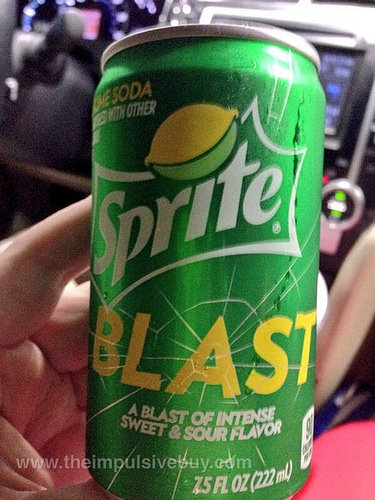 SODA
WITH OTHER
Sprite
®
BLAST
A BLAST OF INTENSE
SWEET & SOUR FLAVOR
90
7.5 FL OZ (222 mL)
www.theimpulsivebuy.com